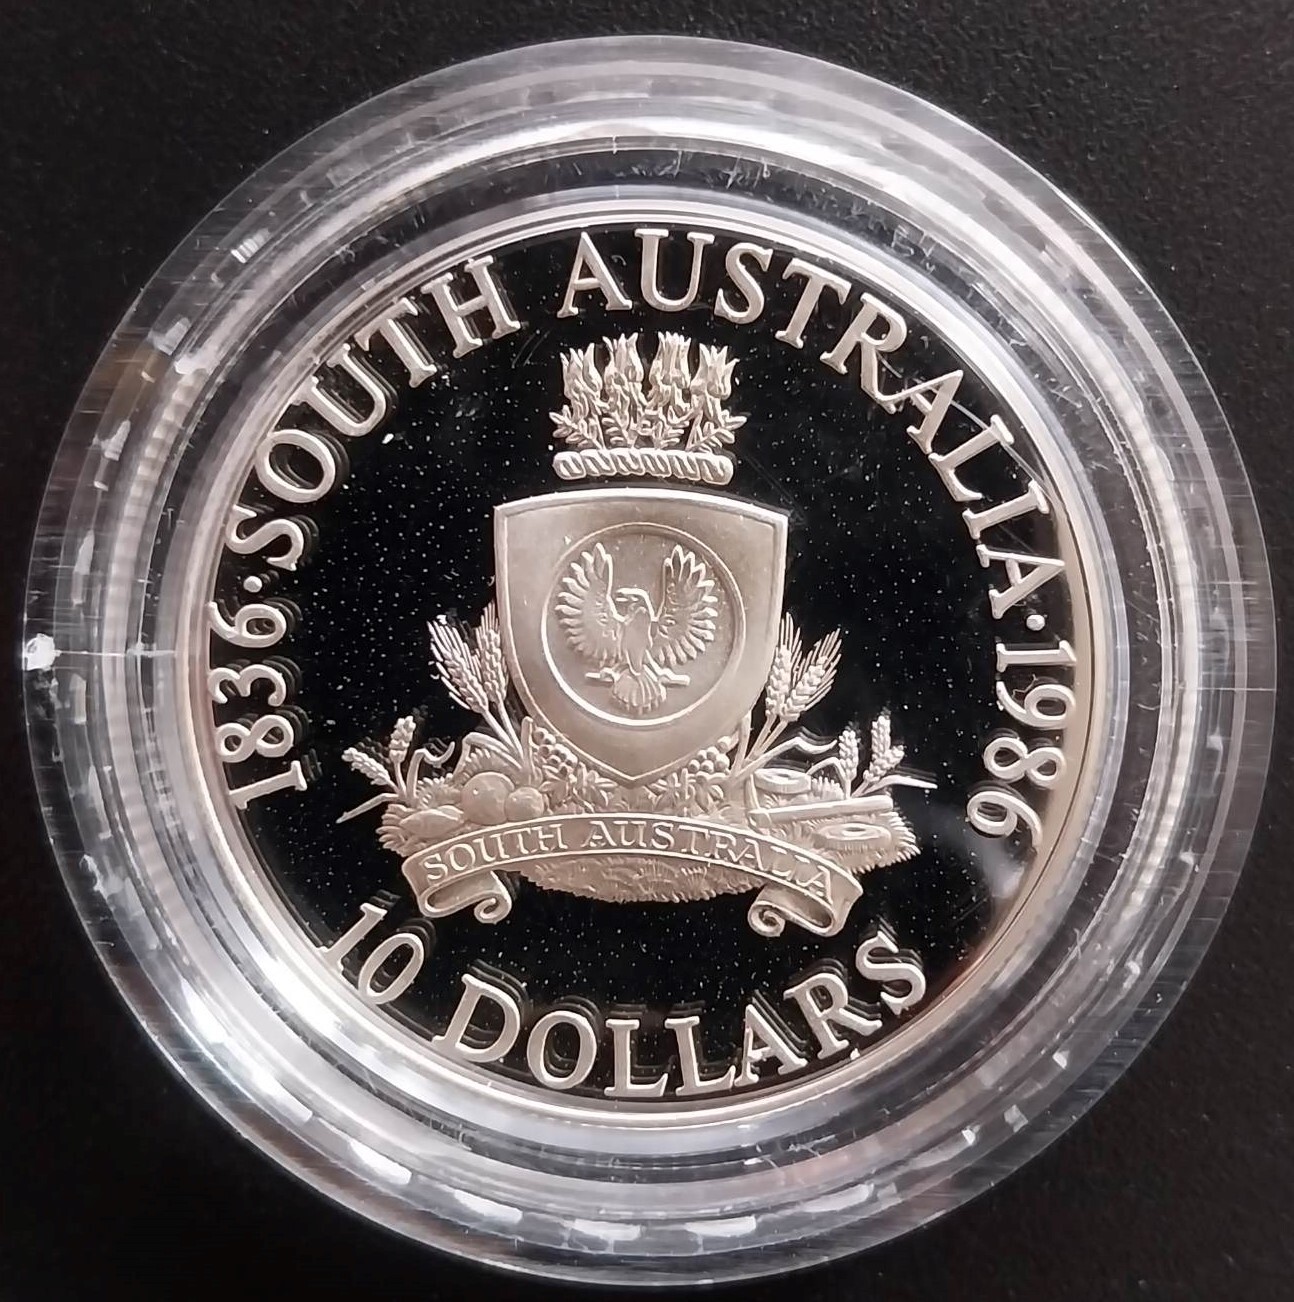 1836·SOUTH AUSTRALIA·1986
SOUTH AUSTRALIA
10 DOLLARS